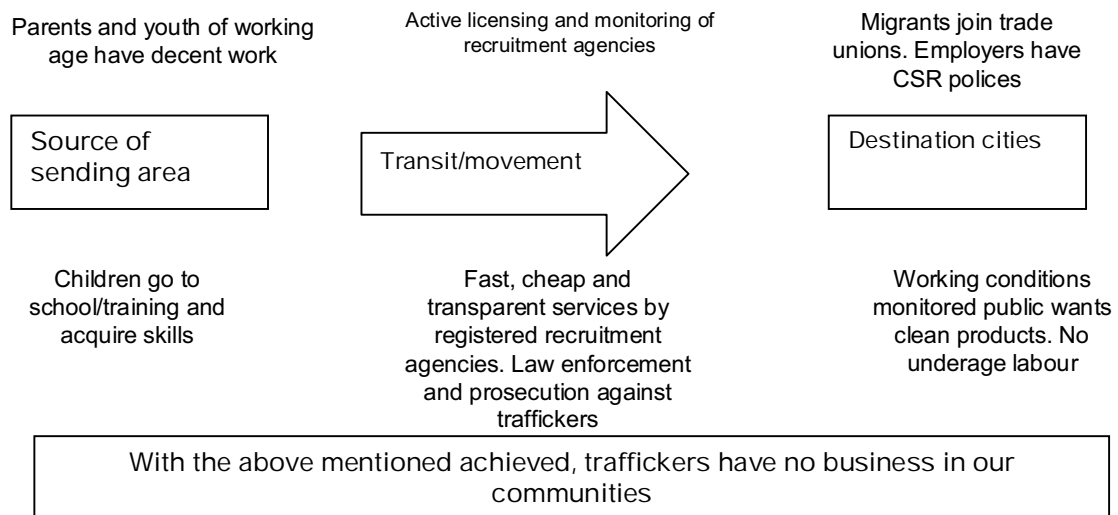 Parents and youth of working
age have decent work
Active licensing and monitoring of
recruitment agencies
Migrants join trade
unions. Employers have
CSR polices
Source of
sending area
Transit/movement
Destination cities
Children go to
school/training and
acquire skills
Fast, cheap and
transparent services by
registered recruitment
agencies. Law enforcement
and prosecution against
traffickers
Working conditions
monitored public wants
clean products. No
underage labour
With the above mentioned achieved, traffickers have no business in our
communities